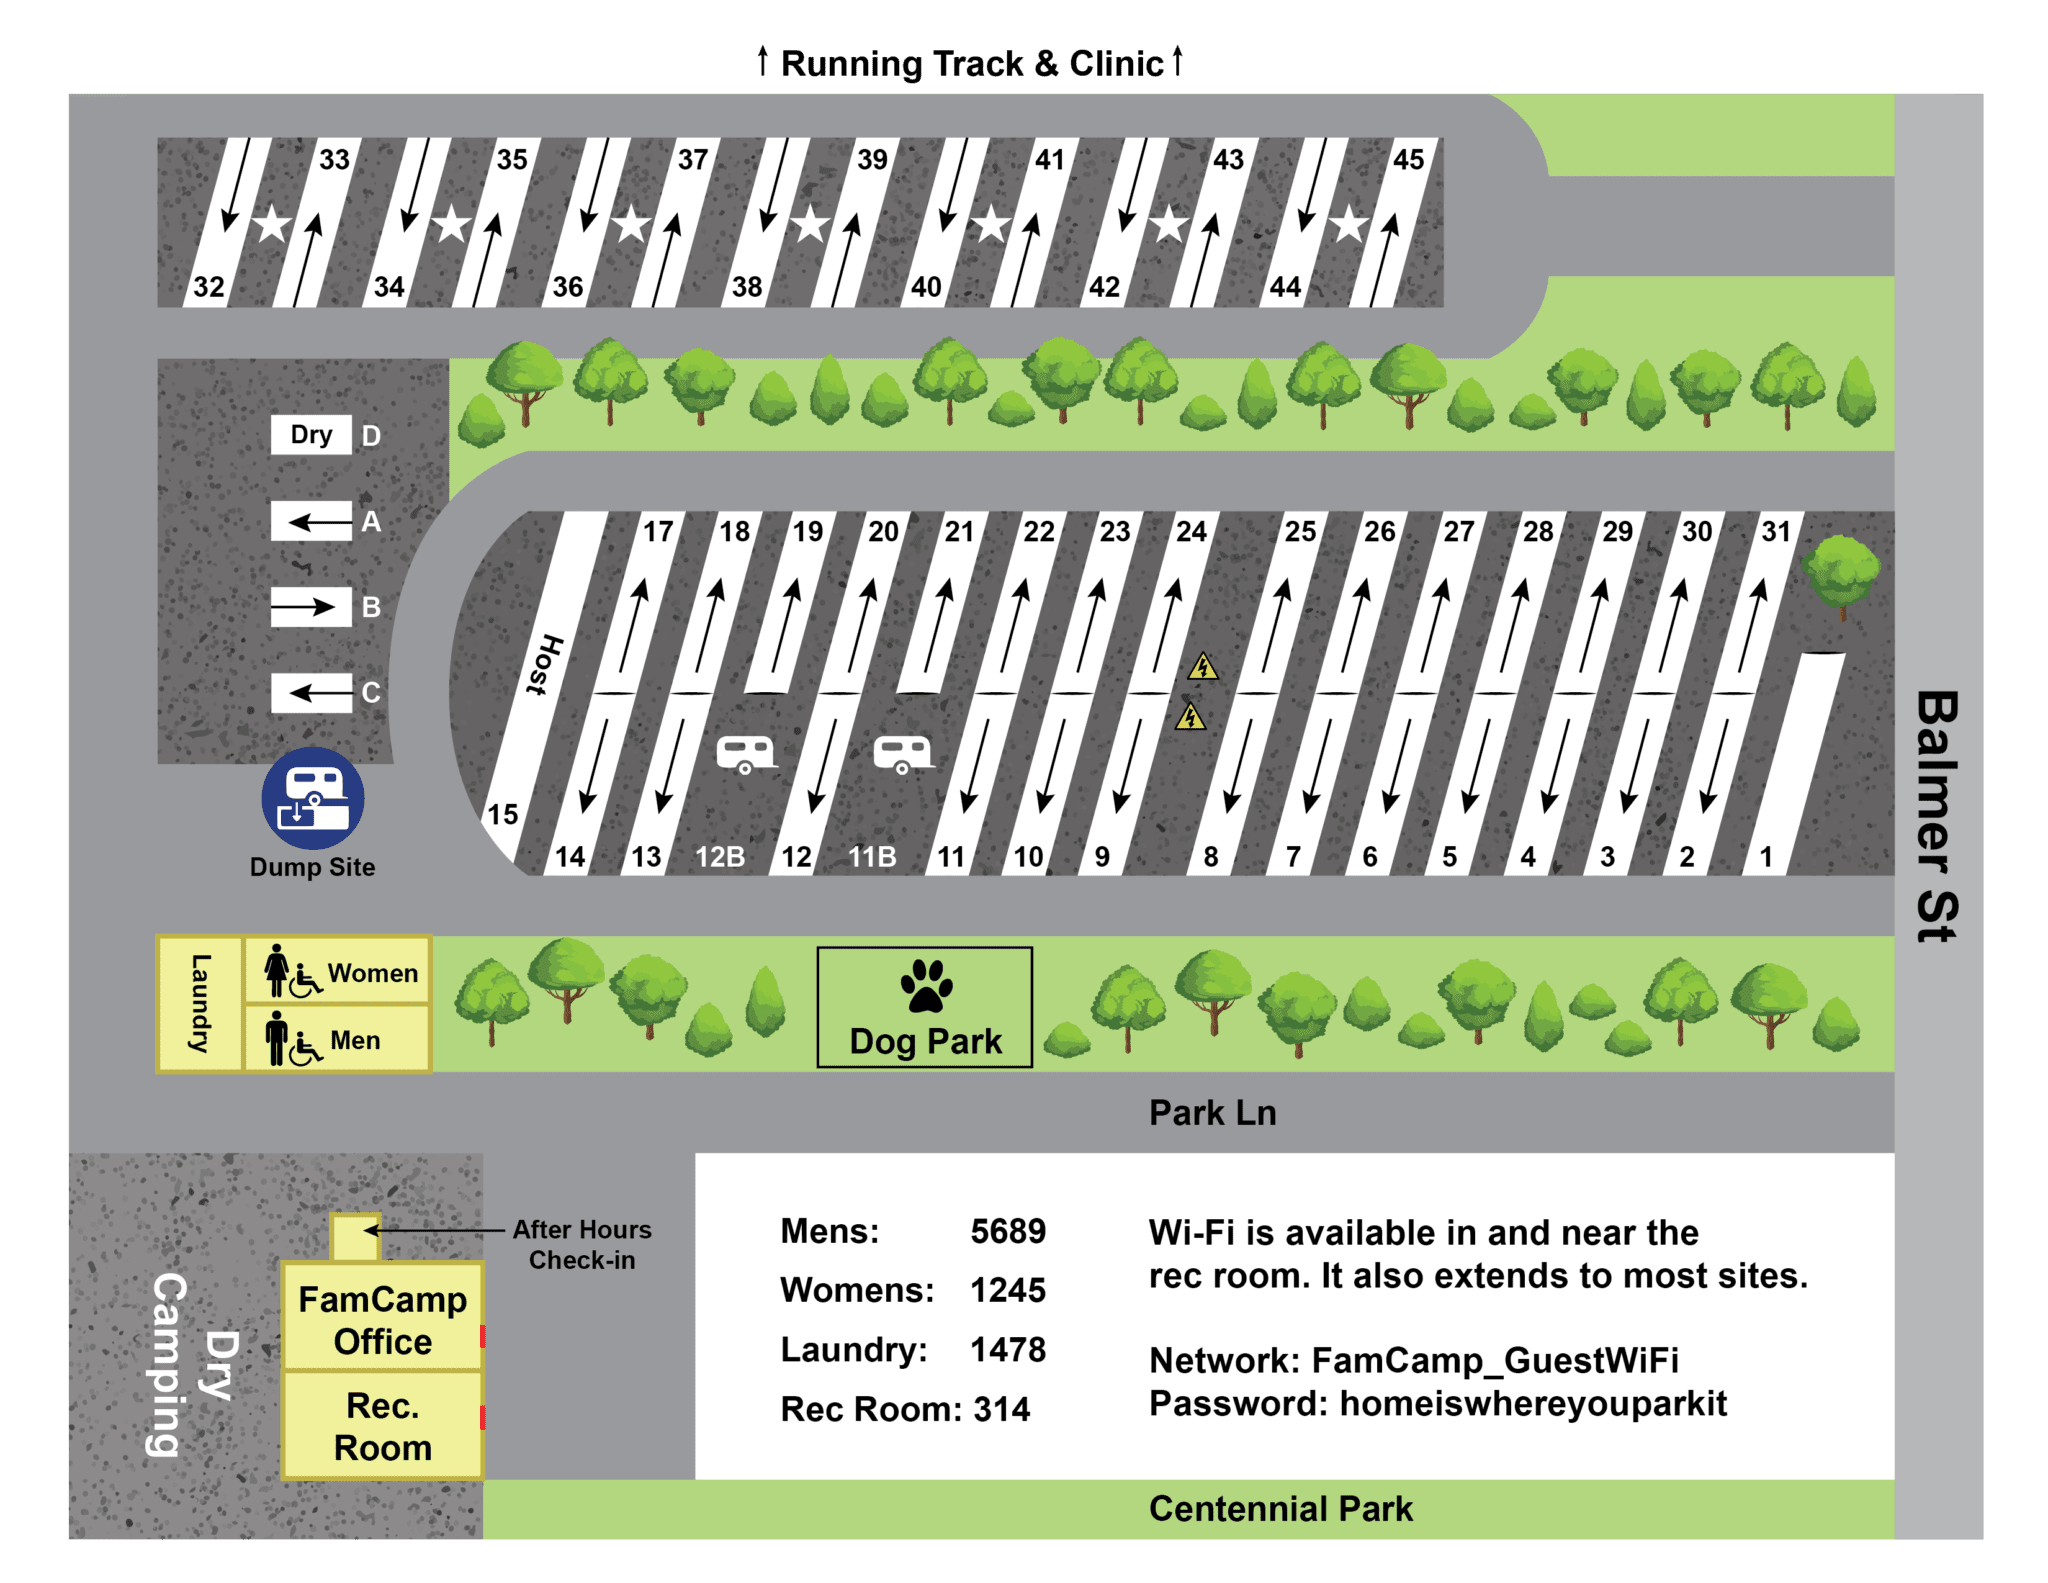 Running Track & Clinic
33 35 37 39 41 43 45
32 34 36 38 40 42 44
Dry D
A
B
C
Dump Site
17 18 19 20 21 22 23 24 25 26 27 28 29 30 31
Host
15
14 13 12B 12 11B 11 10 9 8 7 6 5 4 3 2 1
Balmer St
Laundry
Women
Men
Dog Park
Park Ln
After Hours
Check-in
FamCamp
Office
Rec.
Room
Dry
Camping
Mens: 5689
Womens: 1245
Laundry: 1478
Rec Room: 314
Wi-Fi is available in and near the
rec room. It also extends to most sites.
Network: FamCamp_GuestWiFi
Password: homeiswhereyouparkit
Centennial Park